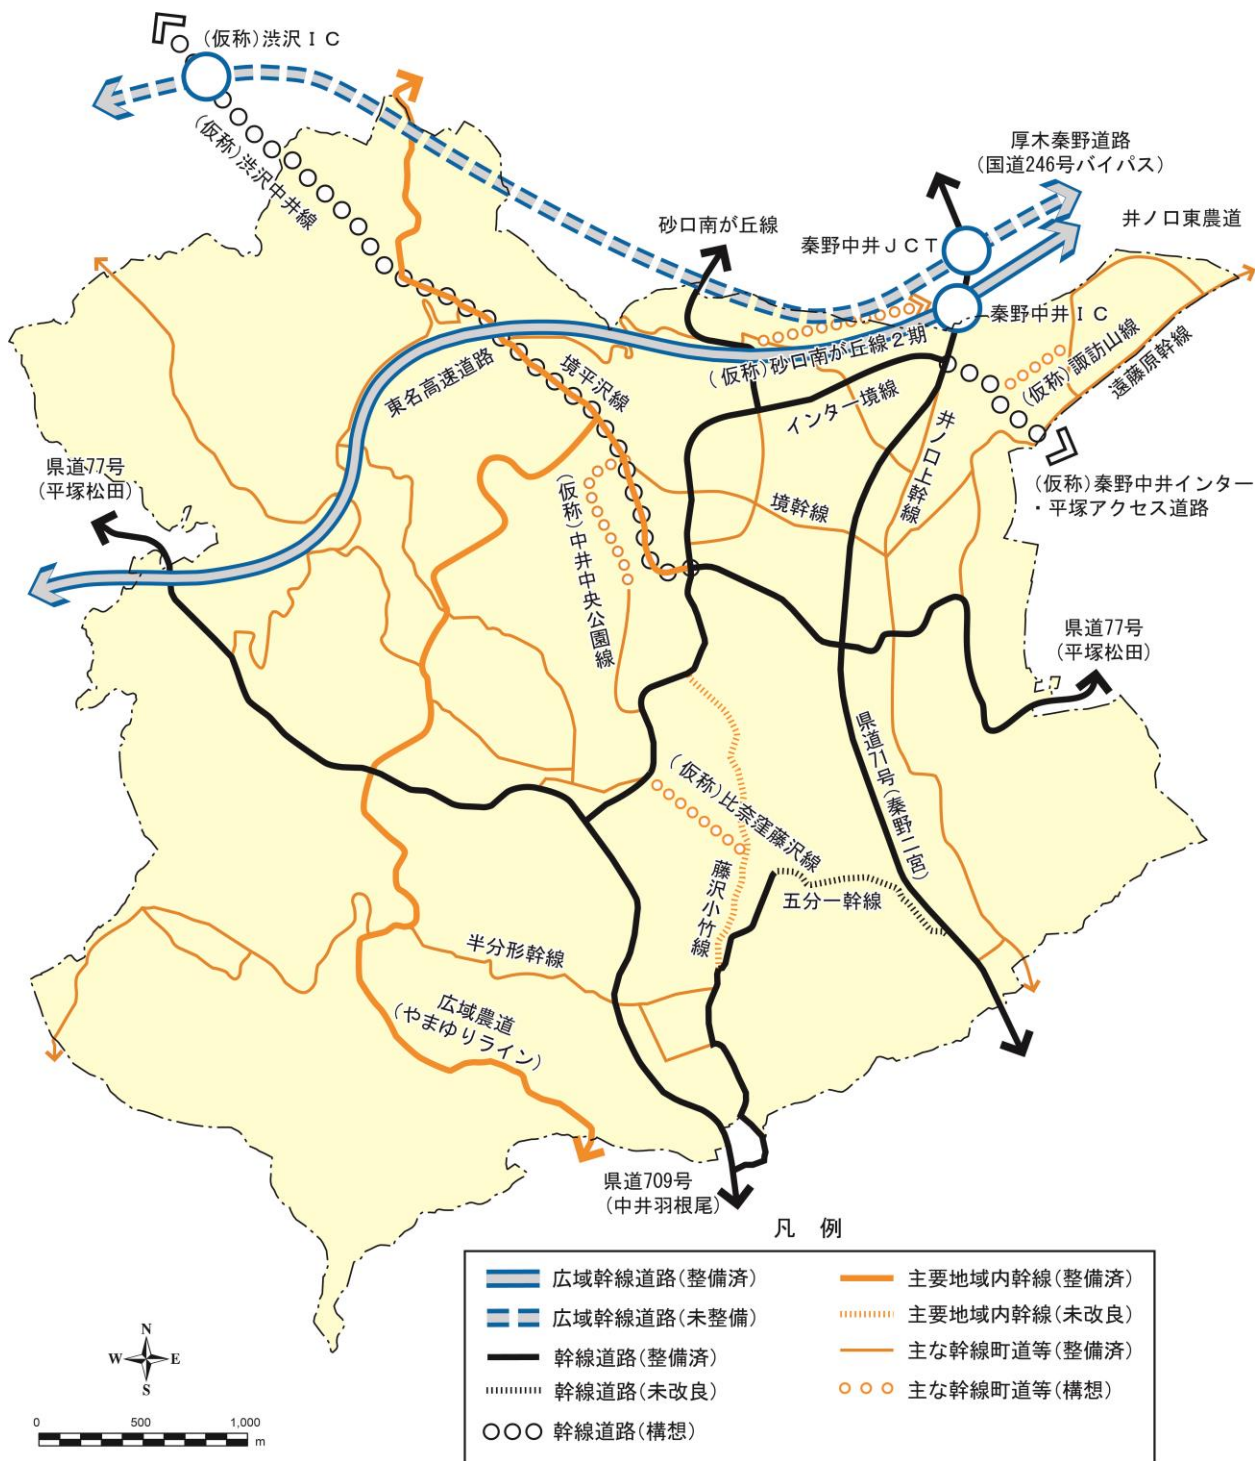 (仮称)渋沢IC
(仮称)渋沢中井線
厚木秦野道路
(国道246号バイパス)
砂口南が丘線
秦野中井JCT
井ノ口東農道
秦野中井IC
(仮称)砂口南が丘線2期
(仮称)諏訪山線
遠藤原幹線
東名高速道路
境平沢線
インター境線
井ノ口上幹線
県道77号
(平塚松田)
(仮称)秦野中井インター
・平塚アクセス道路
境幹線
(仮称)中井中央公園線
県道77号
(平塚松田)
県道71号(秦野二宮)
(仮称)比奈窪藤沢線
藤沢小竹線
五分一幹線
半分形幹線
広域農道
(やまゆりライン)
県道709号
(中井羽根尾)
凡 例
広域幹線道路(整備済)
広域幹線道路(未整備)
幹線道路(整備済)
幹線道路(未改良)
幹線道路(構想)
主要地域内幹線(整備済)
主要地域内幹線(未改良)
主な幹線町道等(整備済)
主な幹線町道等(構想)
N
W E
S
0 500 1,000
m